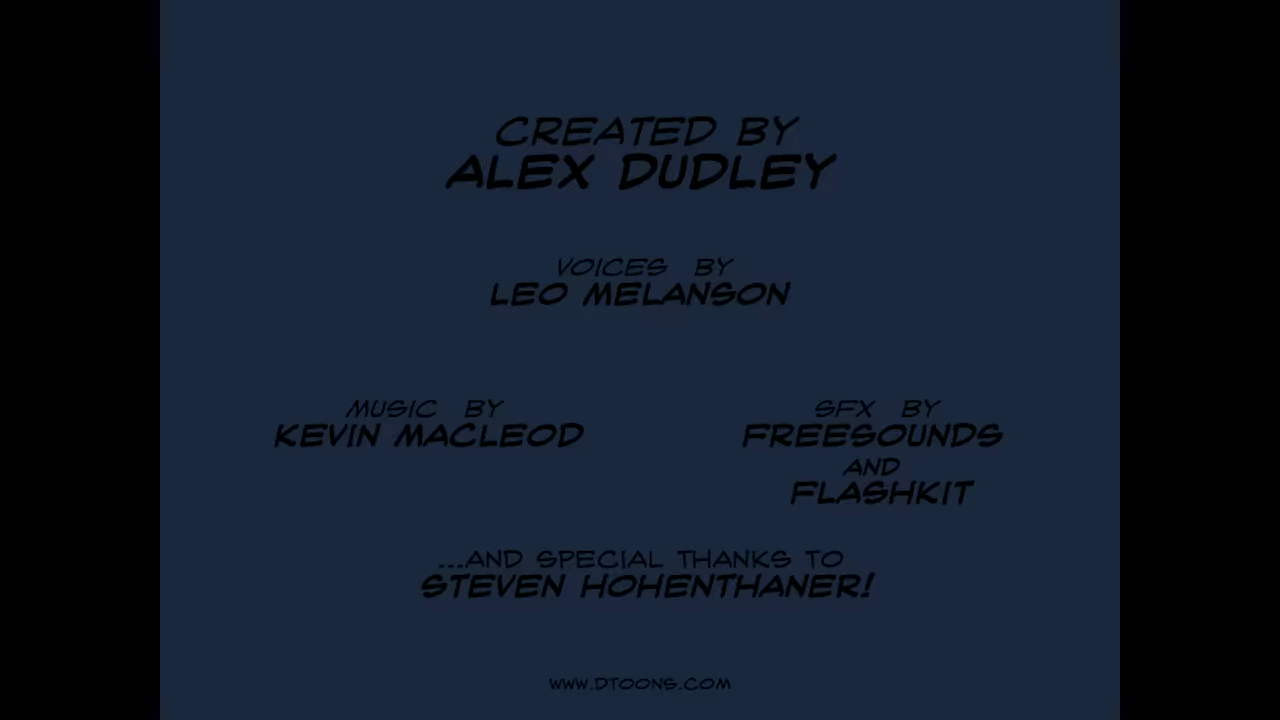 CREATED BY
ALEX DUDLEY
VOICES BY
LEO MELANSON
MUSIC BY
KEVIN MACLEOD
SFX BY
FREESOUNDS
AND
FLASHKIT
...AND SPECIAL THANKS TO
STEVEN HOHENTHANER!
WWW.DTOONS.COM